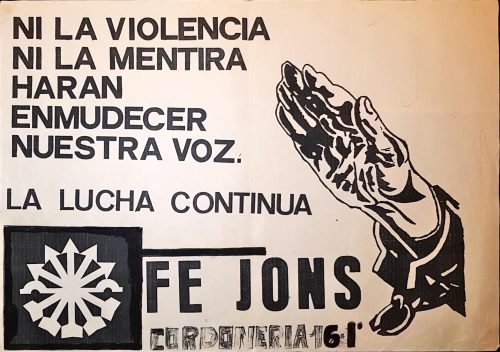 NI LA VIOLENCIA
NI LA MENTIRA
HARAN
ENMUDECER
NUESTRA VOZ.
LA LUCHA CONTINUA
FE JONS
CORDONERIA 16-1º